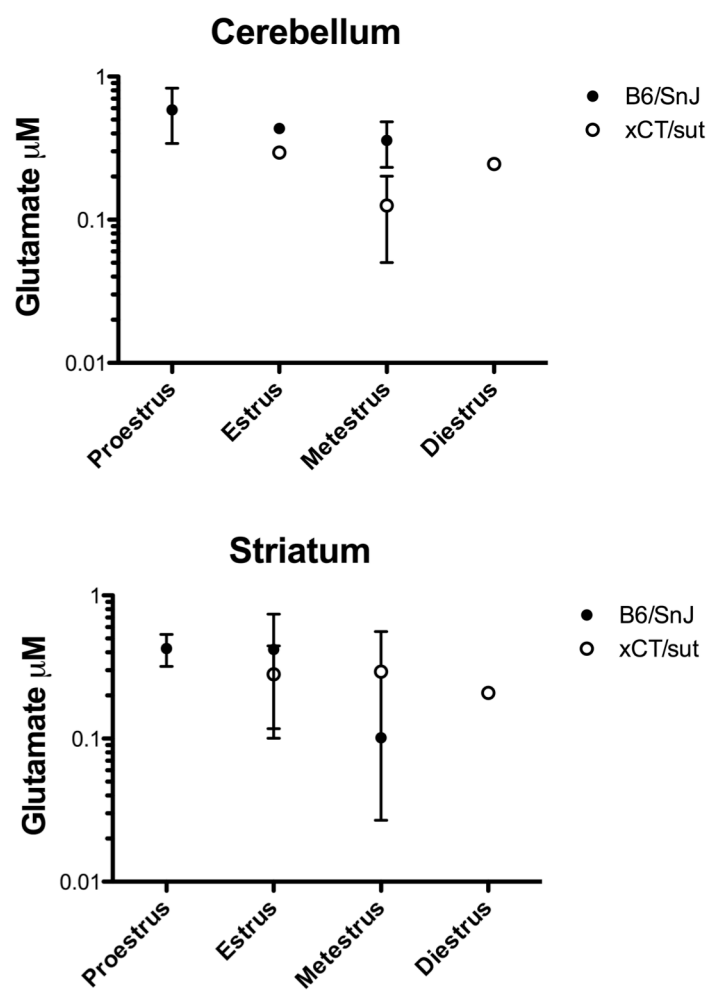 Cerebellum
Glutamate μM
1
0.1
0.01
Proestrus
Estrus
Metestrus
Diestrus
B6/SnJ
xCT/sut
Striatum
Glutamate μM
1
0.1
0.01
Proestrus
Estrus
Metestrus
Diestrus
B6/SnJ
xCT/sut